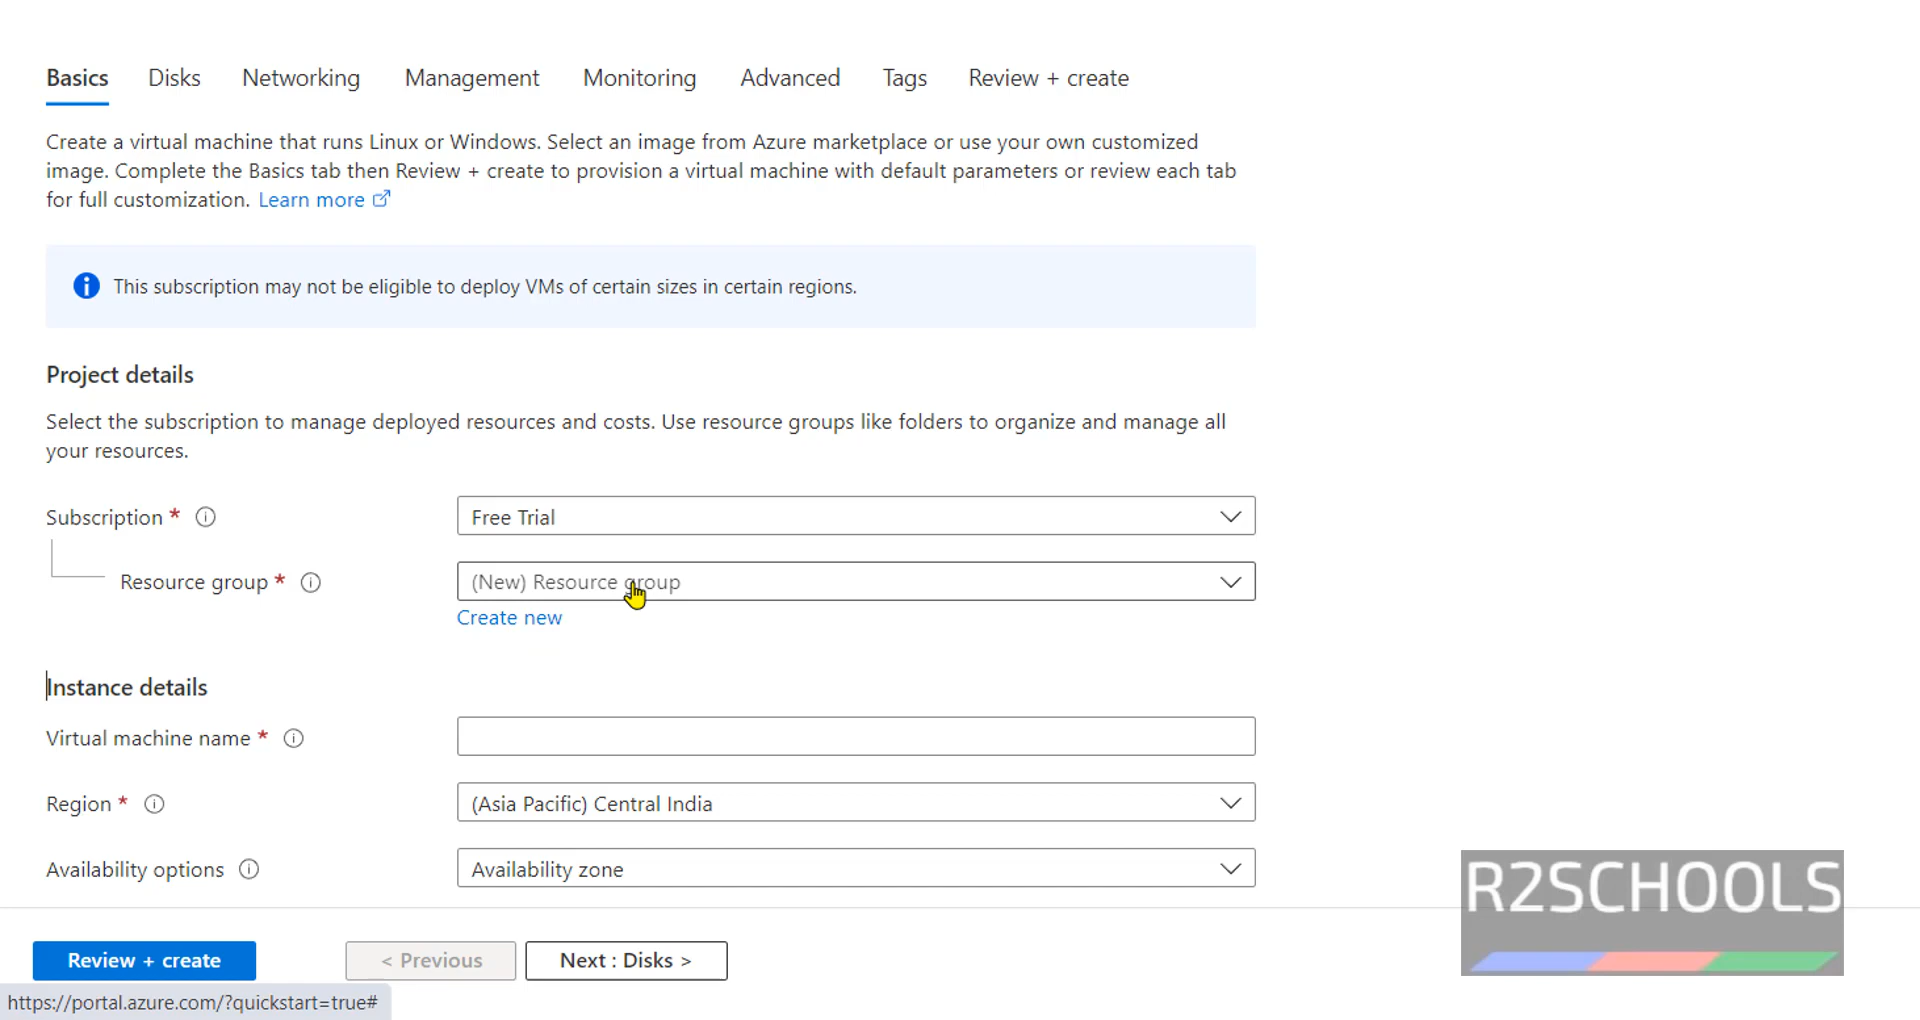 Basics Disks Networking Management Monitoring Advanced Tags Review + create
Create a virtual machine that runs Linux or Windows. Select an image from Azure marketplace or use your own customized
image. Complete the Basics tab then Review + create to provision a virtual machine with default parameters or review each tab
for full customization. Learn more
This subscription may not be eligible to deploy VMs of certain sizes in certain regions.
Project details
Select the subscription to manage deployed resources and costs. Use resource groups like folders to organize and manage all
your resources.
Subscription * Free Trial
Resource group * (New) Resource group
Create new
Instance details
Virtual machine name *
Region * (Asia Pacific) Central India
Availability options Availability zone
R2SCHOOLS
Review + create < Previous Next : Disks >
https://portal.azure.com/?quickstart=true#